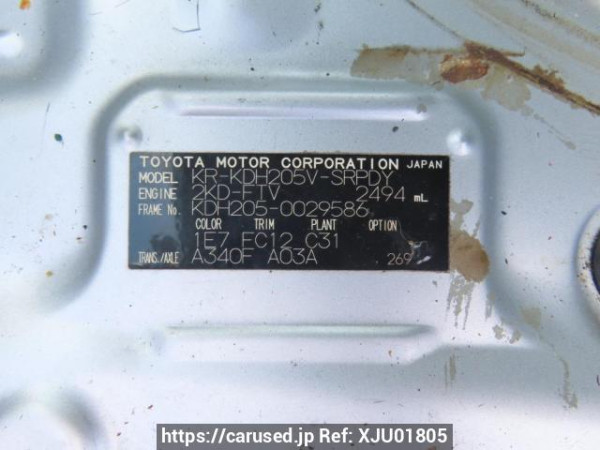 TOYOTA MOTOR CORPORATION JAPAN
MODEL KR-KDH205V-SRPDY
ENGINE 2KD-FTV 2494 mL
FRAME No. KDH205-0029586
COLOR TRIM PLANT OPTION
1E7 FC12 C31
TRANS./AXLE A340F A03A 269
https://carused.jp Ref: XJU01805